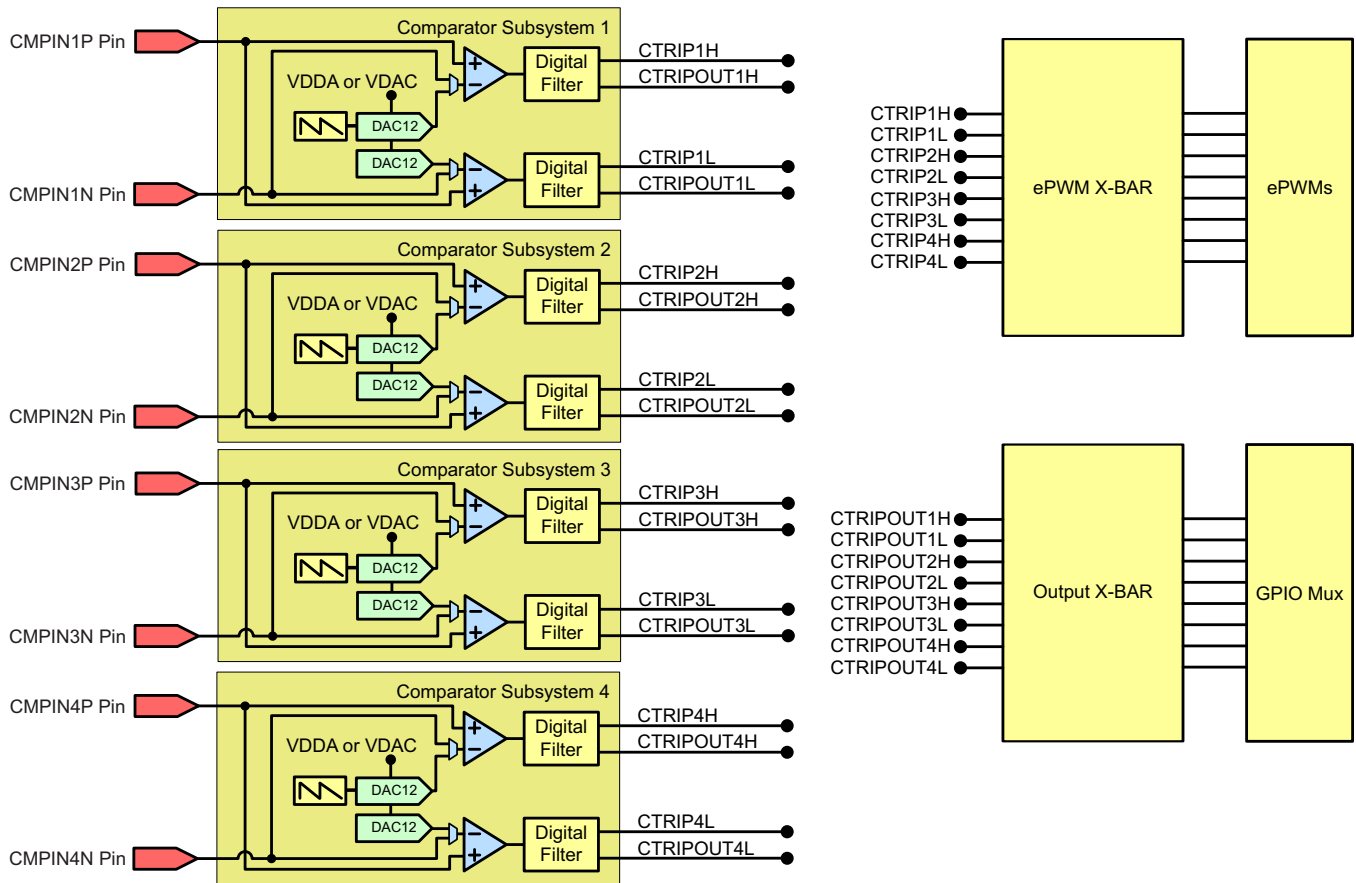 Comparator Subsystem 1
CMPIN1P Pin
VDDA or VDAC
DAC12
DAC12
+
−
−
+
Digital
Filter
CTRIP1H
CTRIPOUT1H
Digital
Filter
CTRIP1L
CTRIPOUT1L
CMPIN1N Pin
Comparator Subsystem 2
CMPIN2P Pin
VDDA or VDAC
DAC12
DAC12
+
−
−
+
Digital
Filter
CTRIP2H
CTRIPOUT2H
Digital
Filter
CTRIP2L
CTRIPOUT2L
CMPIN2N Pin
Comparator Subsystem 3
CMPIN3P Pin
VDDA or VDAC
DAC12
DAC12
+
−
−
+
Digital
Filter
CTRIP3H
CTRIPOUT3H
Digital
Filter
CTRIP3L
CTRIPOUT3L
CMPIN3N Pin
Comparator Subsystem 4
CMPIN4P Pin
VDDA or VDAC
DAC12
DAC12
+
−
−
+
Digital
Filter
CTRIP4H
CTRIPOUT4H
Digital
Filter
CTRIP4L
CTRIPOUT4L
CMPIN4N Pin
CTRIP1H
CTRIP1L
CTRIP2H
CTRIP2L
CTRIP3H
CTRIP3L
CTRIP4H
CTRIP4L
ePWM X-BAR
ePWMs
CTRIPOUT1H
CTRIPOUT1L
CTRIPOUT2H
CTRIPOUT2L
CTRIPOUT3H
CTRIPOUT3L
CTRIPOUT4H
CTRIPOUT4L
Output X-BAR
GPIO Mux